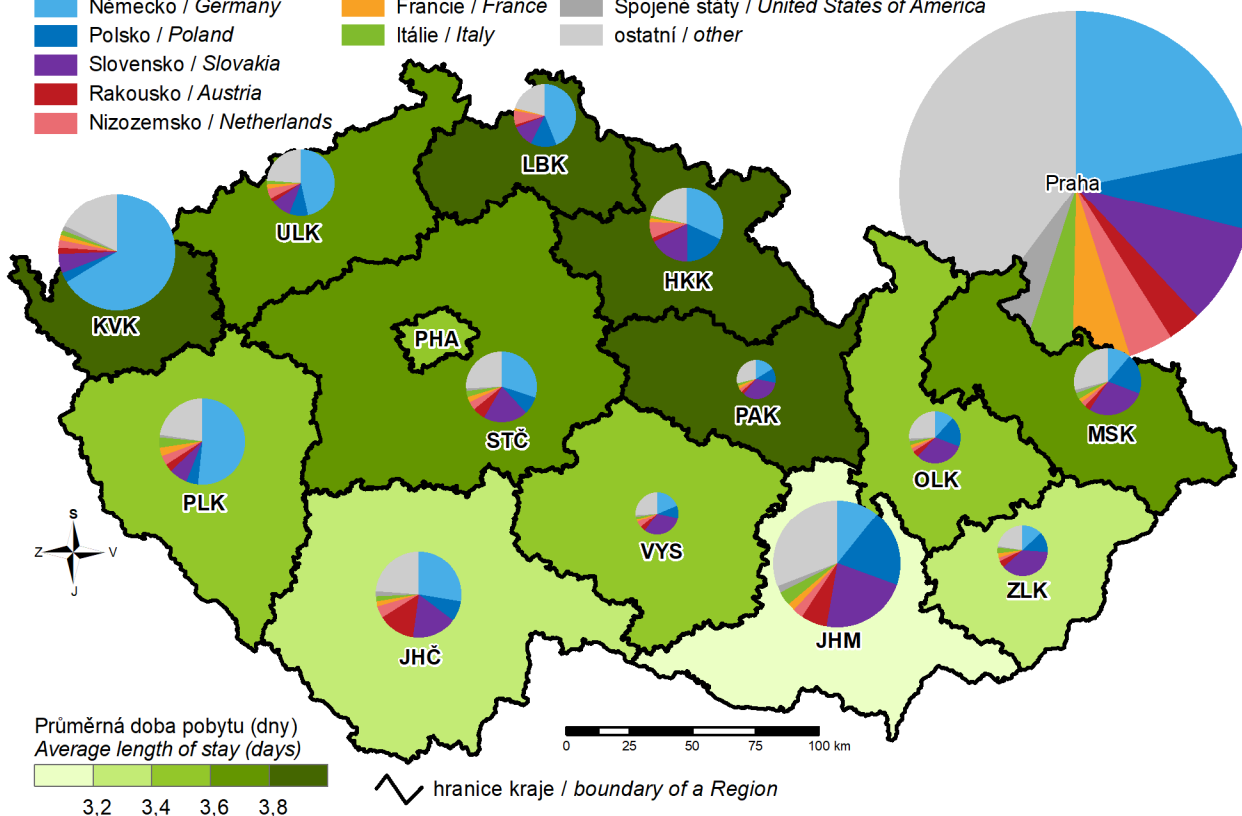 Německo / Germany
Francie / France
Spojené státy / United States of America
Polsko / Poland
Itálie / Italy
ostatní / other
Slovensko / Slovakia
Rakousko / Austria
Nizozemsko / Netherlands
LBK
Praha
ULK
HKK
KVK
PHA
PAK
STČ
MSK
OLK
PLK
S
Z V
J
VYS
ZLK
JHM
JHČ
Průměrná doba pobytu (dny)
Average length of stay (days)
3,2 3,4 3,6 3,8
0 25 50 75 100 km
hranice kraje / boundary of a Region